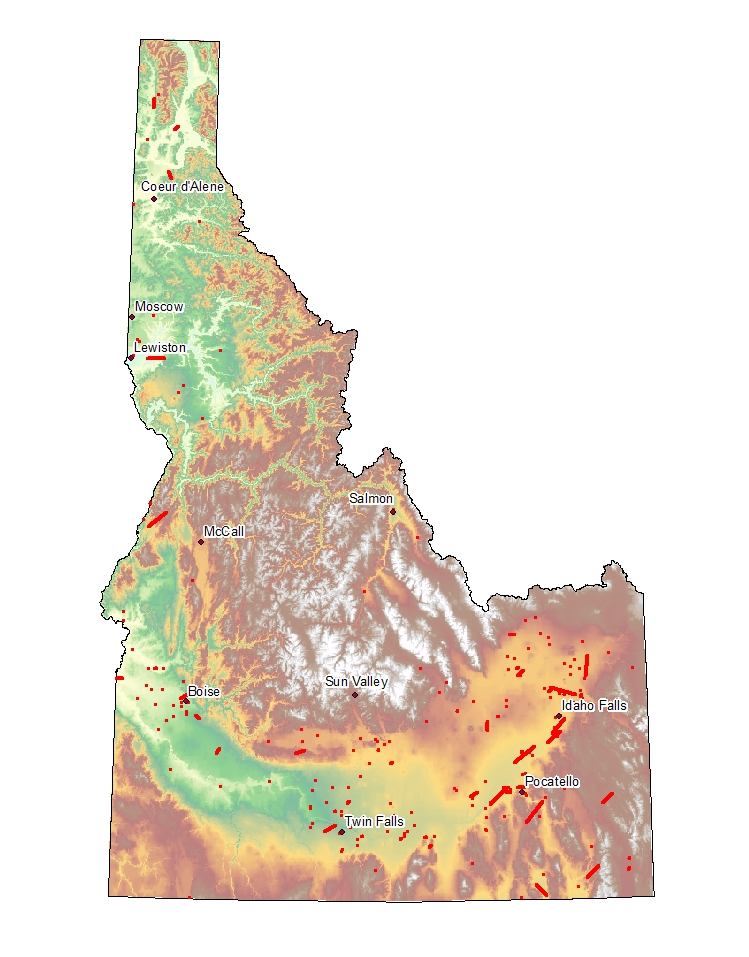 Coeur d'Alene
Moscow
Lewiston
Salmon
McCall
Sun Valley
Boise
Idaho Falls
Pocatello
Twin Falls